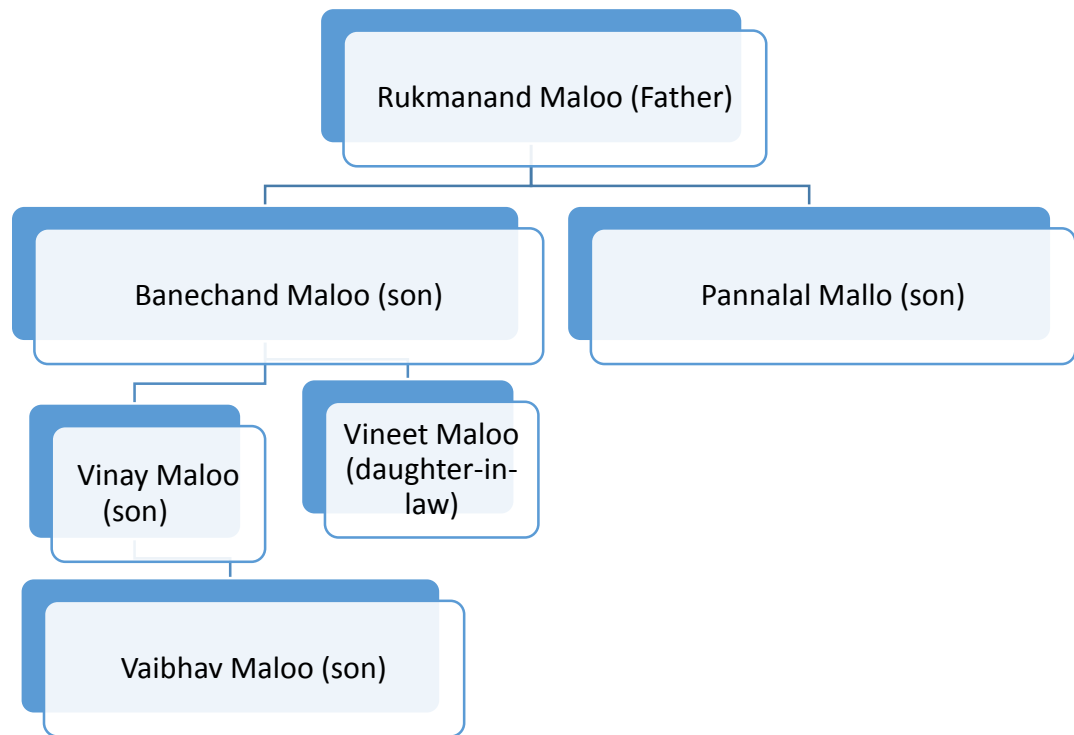 Rukmanand Maloo (Father)
Banechand Maloo (son)
Pannalal Mallo (son)
Vinay Maloo
(son)
Vineet Maloo
(daughter-in-
law)
Vaibhav Maloo (son)